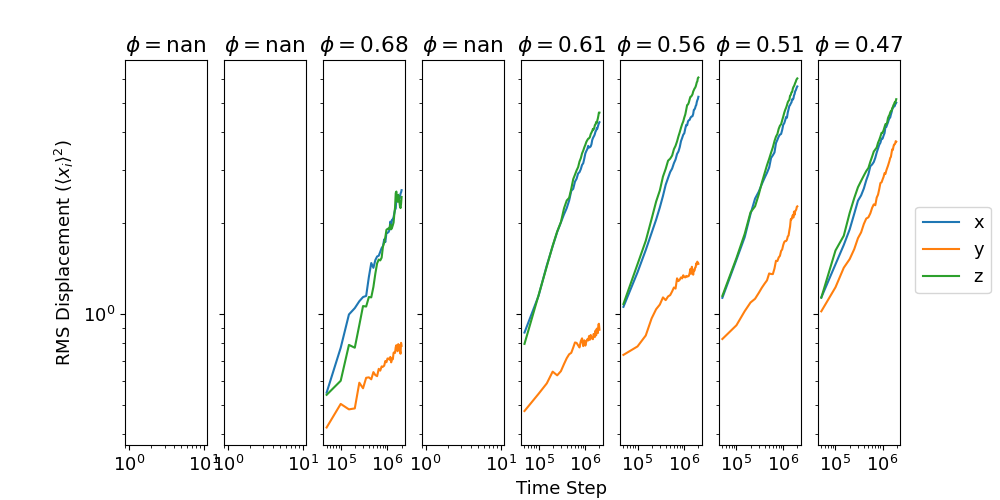 ϕ = nan ϕ = nan ϕ = 0.68 ϕ = nan ϕ = 0.61 ϕ = 0.56 ϕ = 0.51 ϕ = 0.47
RMS Displacement (⟨x_i⟩²)
10⁰
10⁰ 10¹ 10⁰ 10¹ 10⁵ 10⁶ 10⁰ 10¹ 10⁵ 10⁶ 10⁵ 10⁶ 10⁵ 10⁶ 10⁵ 10⁶
Time Step
x
y
z